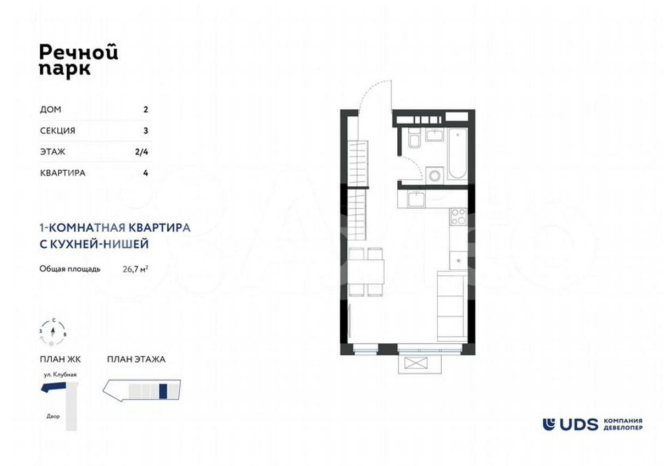 Речной
парк
ДОМ 2
СЕКЦИЯ 3
ЭТАЖ 2/4
КВАРТИРА 4
1-КОМНАТНАЯ КВАРТИРА
С КУХНЕЙ-НИШЕЙ
Общая площадь 26,7 м²
ПЛАН ЖК ПЛАН ЭТАЖА
ул. Клубная
Двор
UDS КОМПАНИЯ
ДЕВЕЛОПЕР